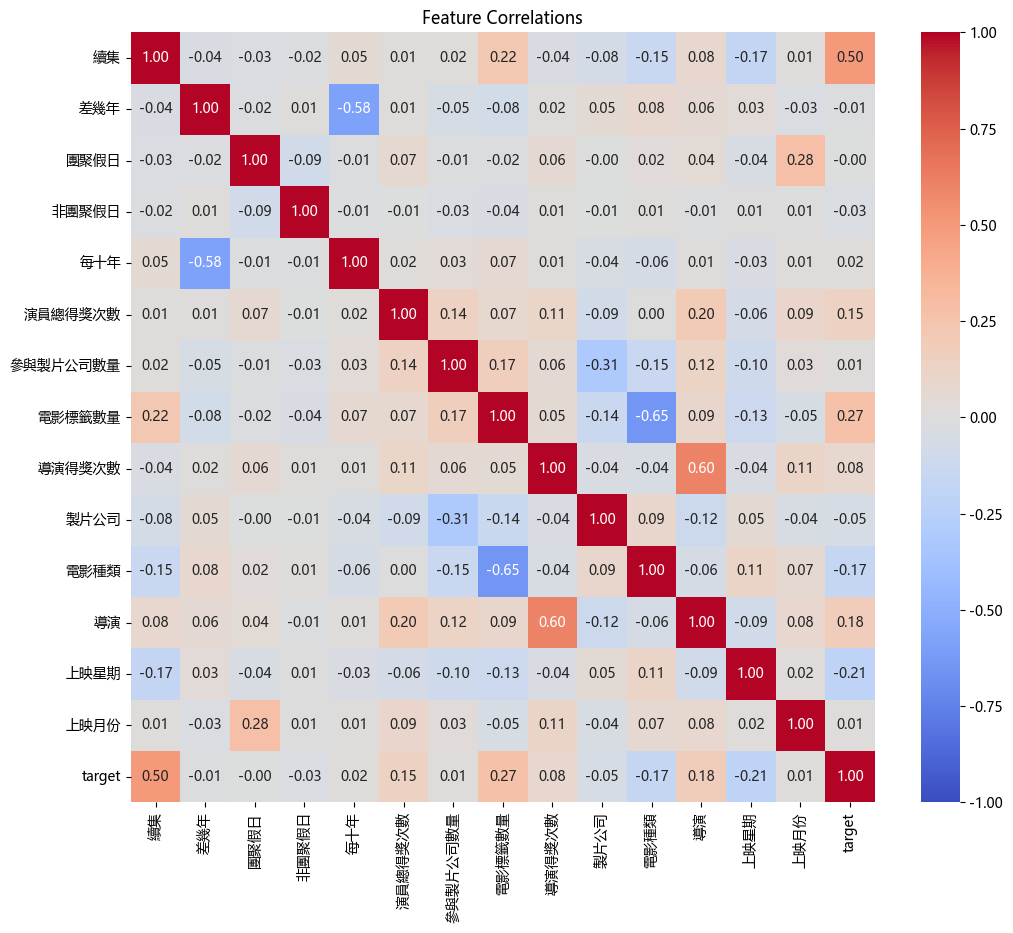 Feature Correlations
續集 1.00 -0.04 -0.03 -0.02 0.05 0.01 0.02 0.22 -0.04 -0.08 -0.15 0.08 -0.17 0.01 0.50
差幾年 -0.04 1.00 -0.02 0.01 -0.58 0.01 -0.05 -0.08 0.02 0.05 0.08 0.06 0.03 -0.03 -0.01
團聚假日 -0.03 -0.02 1.00 -0.09 -0.01 0.07 -0.01 -0.02 0.06 -0.00 0.02 0.04 -0.04 0.28 -0.00
非團聚假日 -0.02 0.01 -0.09 1.00 -0.01 -0.01 -0.03 -0.04 0.01 -0.01 0.01 -0.01 0.01 0.01 -0.03
每十年 0.05 -0.58 -0.01 -0.01 1.00 0.02 0.03 0.07 0.01 -0.04 -0.06 0.01 -0.03 0.01 0.02
演員總得獎次數 0.01 0.01 0.07 -0.01 0.02 1.00 0.14 0.07 0.11 -0.09 0.00 0.20 -0.06 0.09 0.15
參與製片公司數量 0.02 -0.05 -0.01 -0.03 0.03 0.14 1.00 0.17 0.06 -0.31 -0.15 0.12 -0.10 0.03 0.01
電影標籤數量 0.22 -0.08 -0.02 -0.04 0.07 0.07 0.17 1.00 0.05 -0.14 -0.65 0.09 -0.13 -0.05 0.27
導演得獎次數 -0.04 0.02 0.06 0.01 0.01 0.11 0.06 0.05 1.00 -0.04 -0.04 0.60 -0.04 0.11 0.08
製片公司 -0.08 0.05 -0.00 -0.01 -0.04 -0.09 -0.31 -0.14 -0.04 1.00 0.09 -0.12 0.05 -0.04 -0.05
電影種類 -0.15 0.08 0.02 0.01 -0.06 0.00 -0.15 -0.65 -0.04 0.09 1.00 -0.06 0.11 0.07 -0.17
導演 0.08 0.06 0.04 -0.01 0.01 0.20 0.12 0.09 0.60 -0.12 -0.06 1.00 -0.09 0.08 0.18
上映星期 -0.17 0.03 -0.04 0.01 -0.03 -0.06 -0.10 -0.13 -0.04 0.05 0.11 -0.09 1.00 0.02 -0.21
上映月份 0.01 -0.03 0.28 0.01 0.01 0.09 0.03 -0.05 0.11 -0.04 0.07 0.08 0.02 1.00 0.01
target 0.50 -0.01 -0.00 -0.03 0.02 0.15 0.01 0.27 0.08 -0.05 -0.17 0.18 -0.21 0.01 1.00
續集 差幾年 團聚假日 非團聚假日 每十年 演員總得獎次數 參與製片公司數量 電影標籤數量 導演得獎次數 製片公司 電影種類 導演 上映星期 上映月份 target
1.00
0.75
0.50
0.25
0.00
-0.25
-0.50
-0.75
-1.00